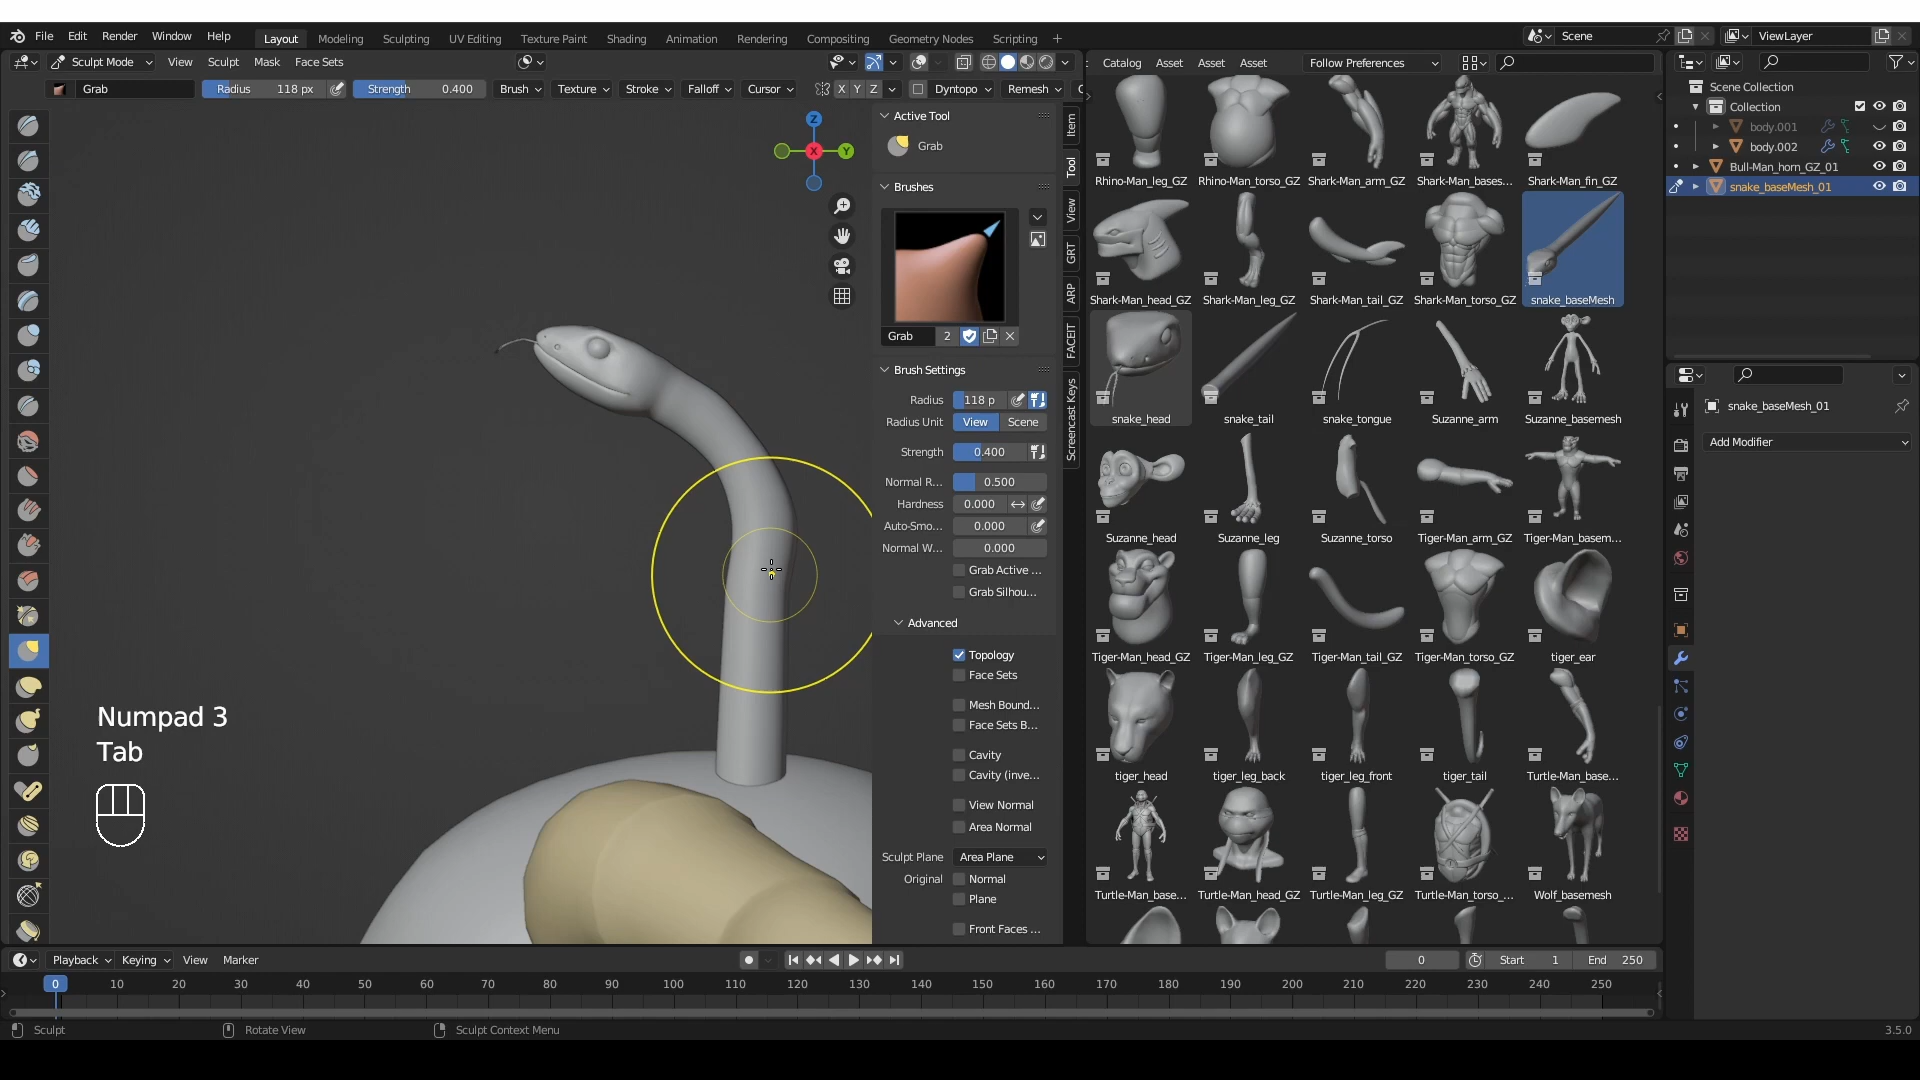 File Edit Render Window Help Layout Modeling Sculpting UV Editing Texture Paint Shading Animation Rendering Compositing Geometry Nodes Scripting + Scene ViewLayer
Sculpt Mode View Sculpt Mask Face Sets Catalog Asset Asset Asset Follow Preferences
Grab Radius 118 px Strength 0.400 Brush Texture Stroke Falloff Cursor X Y Z Dyntopo Remesh
Scene Collection
Collection
body.001
body.002
Bull-Man_horn_GZ_01
snake_baseMesh_01
Z
X
Y
Active Tool
Grab
Brushes
Grab 2
Brush Settings
Radius 118 p
Radius Unit View Scene
Strength 0.400
Normal R... 0.500
Hardness 0.000
Auto-Smo... 0.000
Normal W... 0.000
Grab Active ...
Grab Silhou...
Advanced
Topology
Face Sets
Mesh Bound...
Face Sets B...
Cavity
Cavity (inve...
View Normal
Area Normal
Sculpt Plane Area Plane
Original Normal
Plane
Front Faces ...
Item
Tool
View
GRT
ARP
FACEIT
Screencast Keys
Rhino-Man_leg_GZ Rhino-Man_torso_GZ Shark-Man_arm_GZ Shark-Man_bases... Shark-Man_fin_GZ
Shark-Man_head_GZ Shark-Man_leg_GZ Shark-Man_tail_GZ Shark-Man_torso_GZ snake_baseMesh
snake_head snake_tail snake_tongue Suzanne_arm Suzanne_basemesh
Suzanne_head Suzanne_leg Suzanne_torso Tiger-Man_arm_GZ Tiger-Man_basem...
Tiger-Man_head_GZ Tiger-Man_leg_GZ Tiger-Man_tail_GZ Tiger-Man_torso_GZ tiger_ear
tiger_head tiger_leg_back tiger_leg_front tiger_tail Turtle-Man_base...
Turtle-Man_base... Turtle-Man_head_GZ Turtle-Man_leg_GZ Turtle-Man_torso_... Wolf_basemesh
snake_baseMesh_01
Add Modifier
Numpad 3
Tab
Playback Keying View Marker 0 Start 1 End 250
0 10 20 30 40 50 60 70 80 90 100 110 120 130 140 150 160 170 180 190 200 210 220 230 240 250
Sculpt Rotate View Sculpt Context Menu 3.5.0